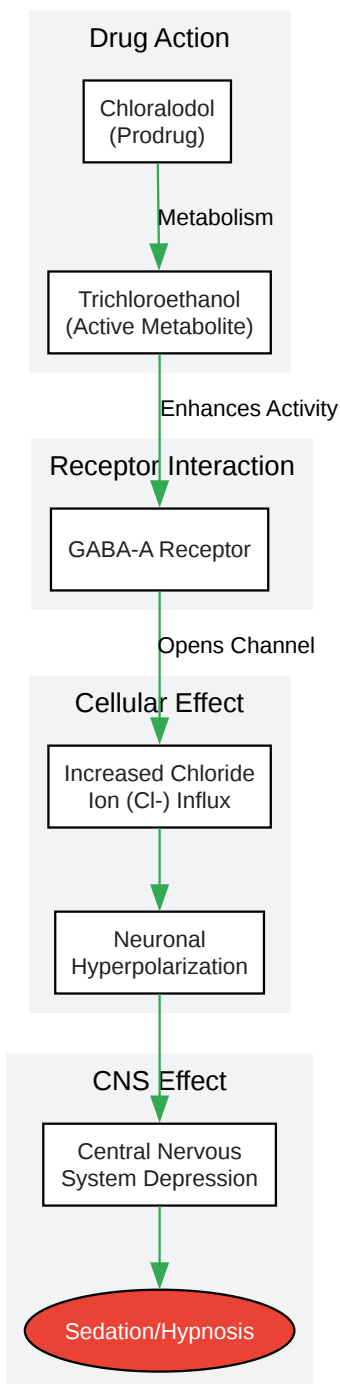 Drug Action
Chloralodol
(Prodrug)
Metabolism
Trichloroethanol
(Active Metabolite)
Enhances Activity
Receptor Interaction
GABA-A Receptor
Opens Channel
Cellular Effect
Increased Chloride
Ion (Cl-) Influx
Neuronal
Hyperpolarization
CNS Effect
Central Nervous
System Depression
Sedation/Hypnosis